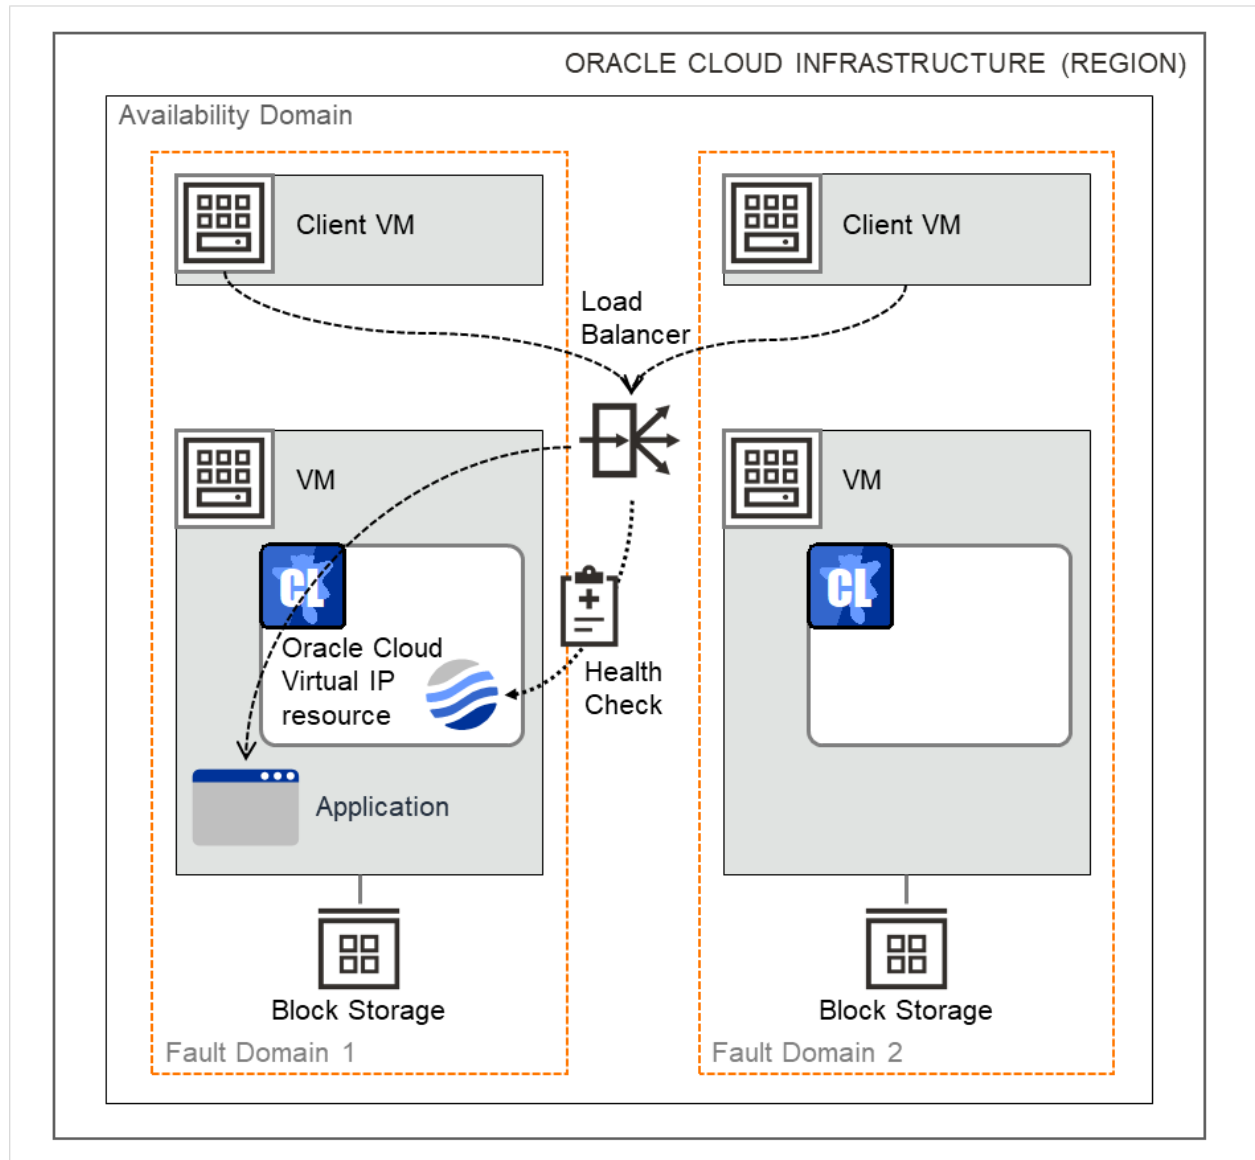 ORACLE CLOUD INFRASTRUCTURE (REGION)
Availability Domain
Client VM
Client VM
Load
Balancer
VM
VM
CL
CL
Oracle Cloud
Virtual IP
resource
Health
Check
Application
Block Storage
Block Storage
Fault Domain 1
Fault Domain 2